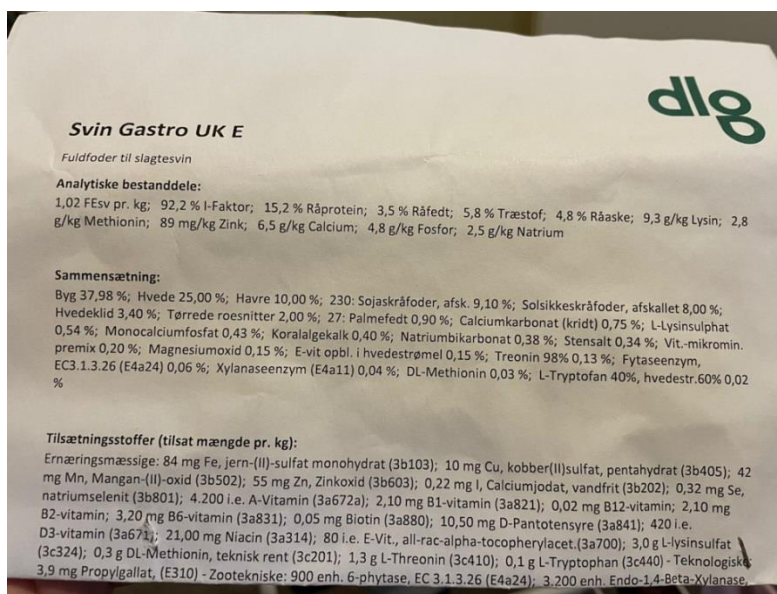 dlg
Svin Gastro UK E
Fuldfoder til slagtesvin
Analytiske bestanddele:
1,02 FEsv pr. kg; 92,2 % I-Faktor; 15,2 % Råprotein; 3,5 % Råfedt; 5,8 % Træstof; 4,8 % Råaske; 9,3 g/kg Lysin; 2,8
g/kg Methionin; 89 mg/kg Zink; 6,5 g/kg Calcium; 4,8 g/kg Fosfor; 2,5 g/kg Natrium
Sammensætning:
Byg 37,98 %; Hvede 25,00 %; Havre 10,00 %; 230: Sojaskråfoder, afsk. 9,10 %; Solsikkeskråfoder, afskallet 8,00 %;
Hvedeklid 3,40 %; Tørrede roesnitter 2,00 %; 27: Palmefedt 0,90 %; Calciumkarbonat (kridt) 0,75 %; L-Lysinsulphat
0,54 %; Monocalciumfosfat 0,43 %; Koralalgekalk 0,40 %; Natriumbikarbonat 0,38 %; Stensalt 0,34 %; Vit.-mikromin.
premix 0,20 %; Magnesiumoxid 0,15 %; E-vit opbl. i hvedestrømel 0,15 %; Treonin 98% 0,13 %; Fytaseenzym,
EC3.1.3.26 (E4a24) 0,06 %; Xylanaseenzym (E4a11) 0,04 %; DL-Methionin 0,03 %; L-Tryptofan 40%, hvedestr.60% 0,02
%
Tilsætningsstoffer (tilsat mængde pr. kg):
Ernæringsmæssige: 84 mg Fe, jern-(II)-sulfat monohydrat (3b103); 10 mg Cu, kobber(II)sulfat, pentahydrat (3b405); 42
mg Mn, Mangan-(II)-oxid (3b502); 55 mg Zn, Zinkoxid (3b603); 0,22 mg I, Calciumjodat, vandfrit (3b202); 0,32 mg Se,
natriumselenit (3b801); 4.200 i.e. A-Vitamin (3a672a); 2,10 mg B1-vitamin (3a821); 0,02 mg B12-vitamin; 2,10 mg
B2-vitamin; 3,20 mg B6-vitamin (3a831); 0,05 mg Biotin (3a880); 10,50 mg D-Pantotensyre (3a841); 420 i.e.
D3-vitamin (3a671); 21,00 mg Niacin (3a314); 80 i.e. E-Vit., all-rac-alpha-tocopherylacet.(3a700); 3,0 g L-lysinsulfat
(3c324); 0,3 g DL-Methionin, teknisk rent (3c201); 1,3 g L-Threonin (3c410); 0,1 g L-Tryptophan (3c440) - Teknologiske:
3,9 mg Propylgallat, (E310) - Zootekniske: 900 enh. 6-phytase, EC 3.1.3.26 (E4a24); 3.200 enh. Endo-1,4-Beta-Xylanase,